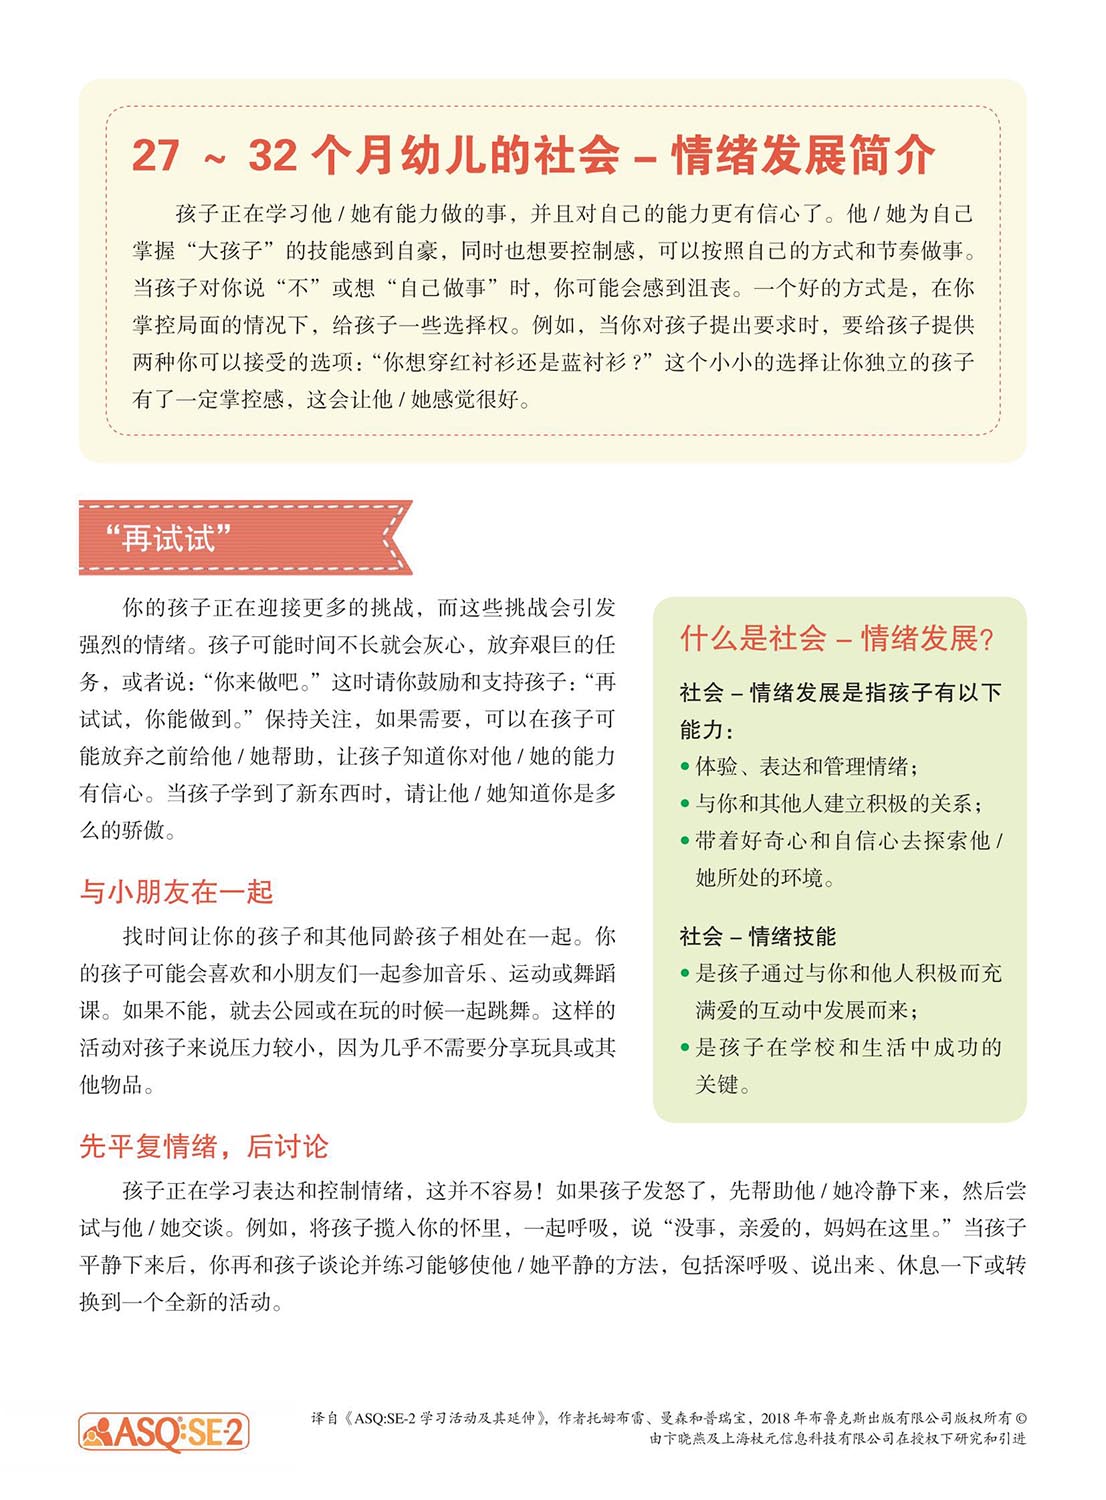 27 ~ 32 个月幼儿的社会 – 情绪发展简介
孩子正在学习他 / 她有能力做的事，并且对自己的能力更有信心了。他 / 她为自己
掌握“大孩子”的技能感到自豪，同时也想要控制感，可以按照自己的方式和节奏做事。
当孩子对你说“不”或想“自己做事”时，你可能会感到沮丧。一个好的方式是，在你
掌控局面的情况下，给孩子一些选择权。例如，当你对孩子提出要求时，要给孩子提供
两种你可以接受的选项：“你想穿红衬衫还是蓝衬衫？”这个小小的选择让你独立的孩子
有了一定掌控感，这会让他 / 她感觉很好。
“再试试”
你的孩子正在迎接更多的挑战，而这些挑战会引发
强烈的情绪。孩子可能时间不长就会灰心，放弃艰巨的任
务，或者说：“你来做吧。”这时请你鼓励和支持孩子：“再
试试，你能做到。”保持关注，如果需要，可以在孩子可
能放弃之前给他 / 她帮助，让孩子知道你对他 / 她的能力
有信心。当孩子学到了新东西时，请让他 / 她知道你是多
么的骄傲。
与小朋友在一起
找时间让你的孩子和其他同龄孩子相处在一起。你
的孩子可能会喜欢和小朋友们一起参加音乐、运动或舞蹈
课。如果不能，就去公园或在玩的时候一起跳舞。这样的
活动对孩子来说压力较小，因为几乎不需要分享玩具或其
他物品。
什么是社会 – 情绪发展？
社会 – 情绪发展是指孩子有以下
能力：
• 体验、表达和管理情绪；
• 与你和其他人建立积极的关系；
• 带着好奇心和自信心去探索他 /
她所处的环境。
社会 – 情绪技能
• 是孩子通过与你和他人积极而充
满爱的互动中发展而来；
• 是孩子在学校和生活中成功的
关键。
先平复情绪，后讨论
孩子正在学习表达和控制情绪，这并不容易！如果孩子发怒了，先帮助他 / 她冷静下来，然后尝
试与他 / 她交谈。例如，将孩子揽入你的怀里，一起呼吸，说“没事，亲爱的，妈妈在这里。”当孩子
平静下来后，你再和孩子谈论并练习能够使他 / 她平静的方法，包括深呼吸、说出来、休息一下或转
换到一个全新的活动。
ASQ:SE-2
译自《ASQ:SE-2 学习活动及其延伸》，作者托姆布雷、曼森和普瑞宝，2018 年布鲁克斯出版有限公司版权所有 ©
由卞晓燕及上海杖元信息科技有限公司在授权下研究和引进